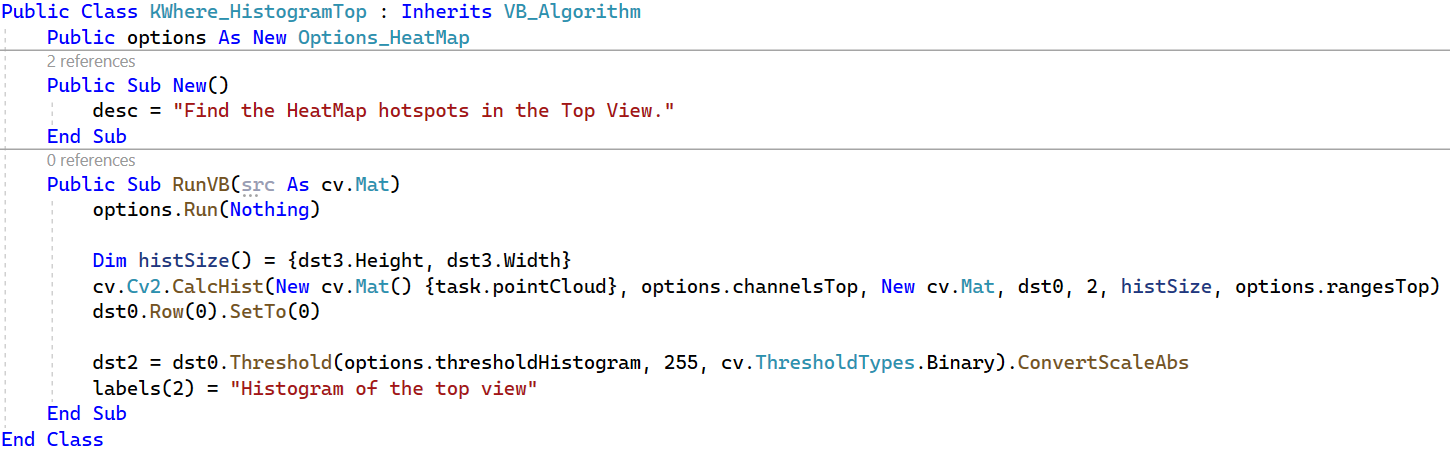 Public Class KWhere_HistogramTop : Inherits VB_Algorithm
    Public options As New Options_HeatMap
    2 references
    Public Sub New()
        desc = "Find the HeatMap hotspots in the Top View."
    End Sub
    0 references
    Public Sub RunVB(src As cv.Mat)
        options.Run(Nothing)

        Dim histSize() = {dst3.Height, dst3.Width}
        cv.Cv2.CalcHist(New cv.Mat() {task.pointCloud}, options.channelsTop, New cv.Mat, dst0, 2, histSize, options.rangesTop)
        dst0.Row(0).SetTo(0)

        dst2 = dst0.Threshold(options.thresholdHistogram, 255, cv.ThresholdTypes.Binary).ConvertScaleAbs
        labels(2) = "Histogram of the top view"
    End Sub
End Class